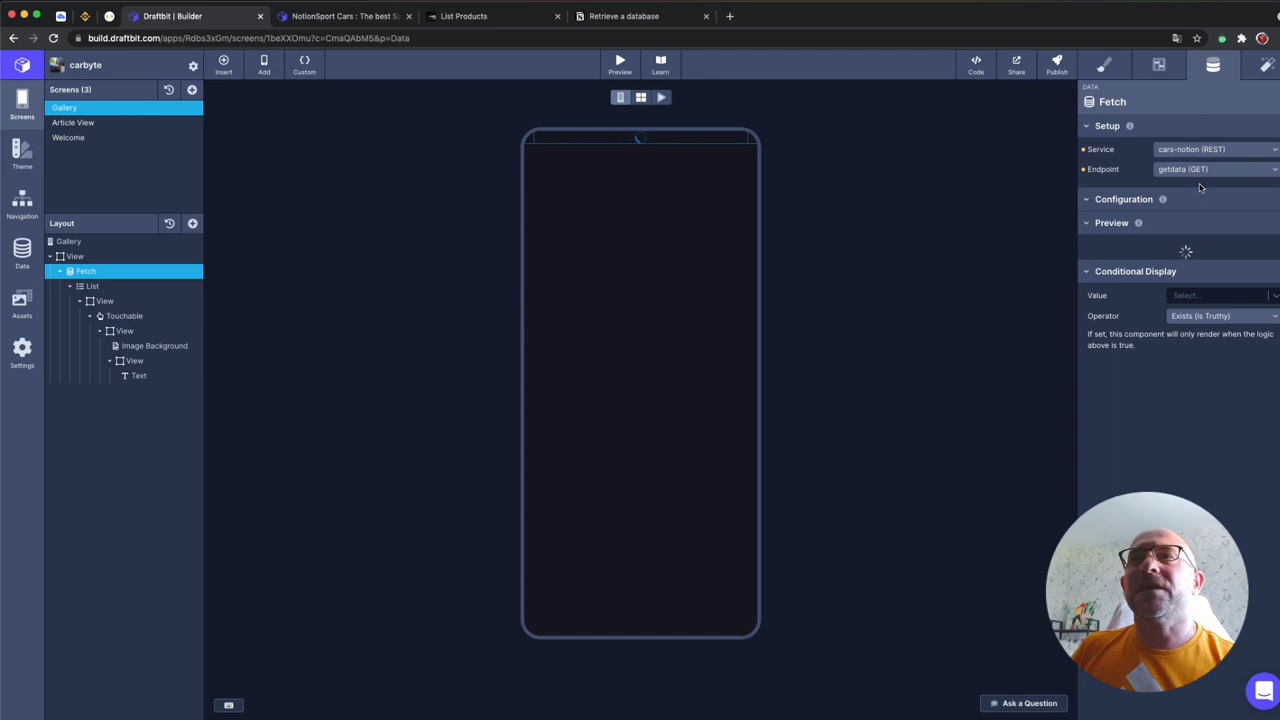 Draftbit | Builder
NotionSport Cars : The best S
List Products
Retrieve a database
build.draftbit.com/apps/Rdbs3xGm/screens/1beXXOmu?c=CmaQAbM5&p=Data
carbyte
Insert
Add
Custom
Preview
Learn
Code
Share
Publish
Screens
Theme
Navigation
Data
Assets
Settings
Screens (3)
Gallery
Article View
Welcome
Layout
Gallery
View
Fetch
List
View
Touchable
View
Image Background
View
Text
DATA
Fetch
Setup
Service
cars-notion (REST)
Endpoint
getdata (GET)
Configuration
Preview
Conditional Display
Value
Select...
Operator
Exists (is Truthy)
If set, this component will only render when the logic
above is true.
Ask a Question